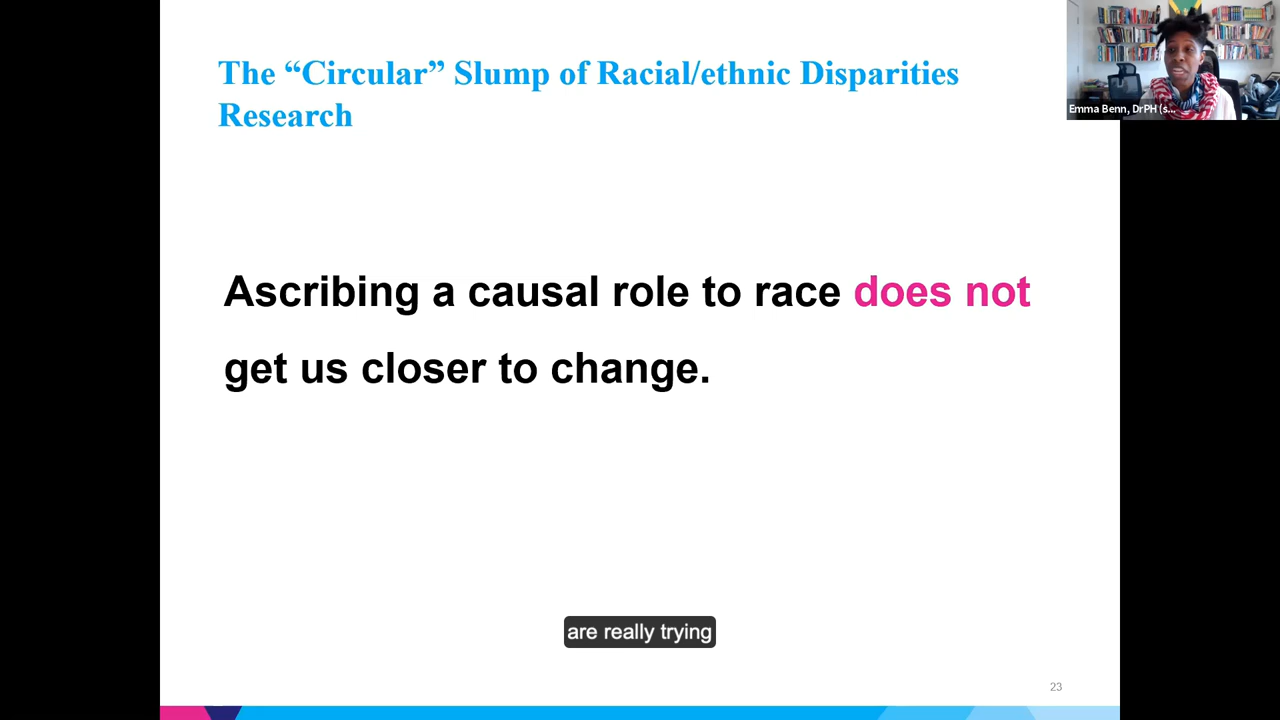 The “Circular” Slump of Racial/ethnic Disparities
Research
Emma Benn, DrPH (s...
Ascribing a causal role to race does not
get us closer to change.
are really trying
23